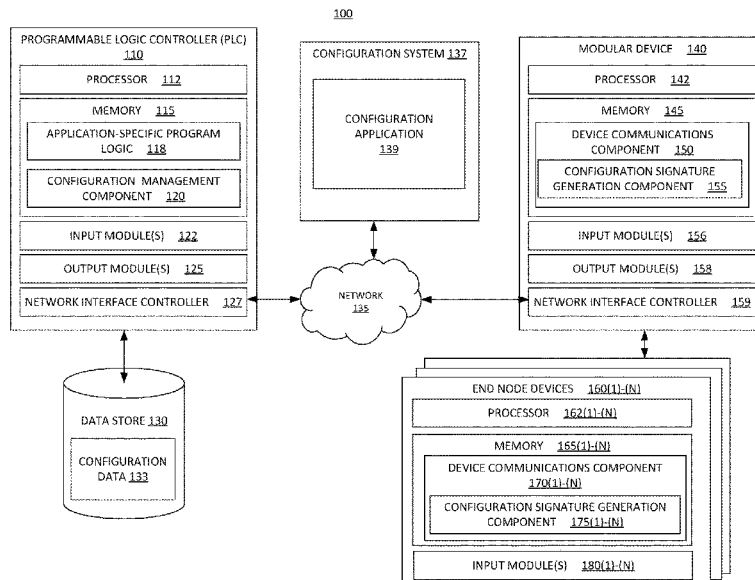 100
PROGRAMMABLE LOGIC CONTROLLER (PLC)
110
PROCESSOR 112
MEMORY 115
APPLICATION-SPECIFIC PROGRAM
LOGIC 118
CONFIGURATION MANAGEMENT
COMPONENT 120
INPUT MODULE(S) 122
OUTPUT MODULE(S) 125
NETWORK INTERFACE CONTROLLER 127
DATA STORE 130
CONFIGURATION
DATA 133
CONFIGURATION SYSTEM 137
CONFIGURATION
APPLICATION
139
NETWORK
135
MODULAR DEVICE 140
PROCESSOR 142
MEMORY 145
DEVICE COMMUNICATIONS
COMPONENT 150
CONFIGURATION SIGNATURE
GENERATION COMPONENT 155
INPUT MODULE(S) 156
OUTPUT MODULE(S) 158
NETWORK INTERFACE CONTROLLER 159
END NODE DEVICES 160(1)-(N)
PROCESSOR 162(1)-(N)
MEMORY 165(1)-(N)
DEVICE COMMUNICATIONS COMPONENT
170(1)-(N)
CONFIGURATION SIGNATURE GENERATION
COMPONENT 175(1)-(N)
INPUT MODULE(S) 180(1)-(N)